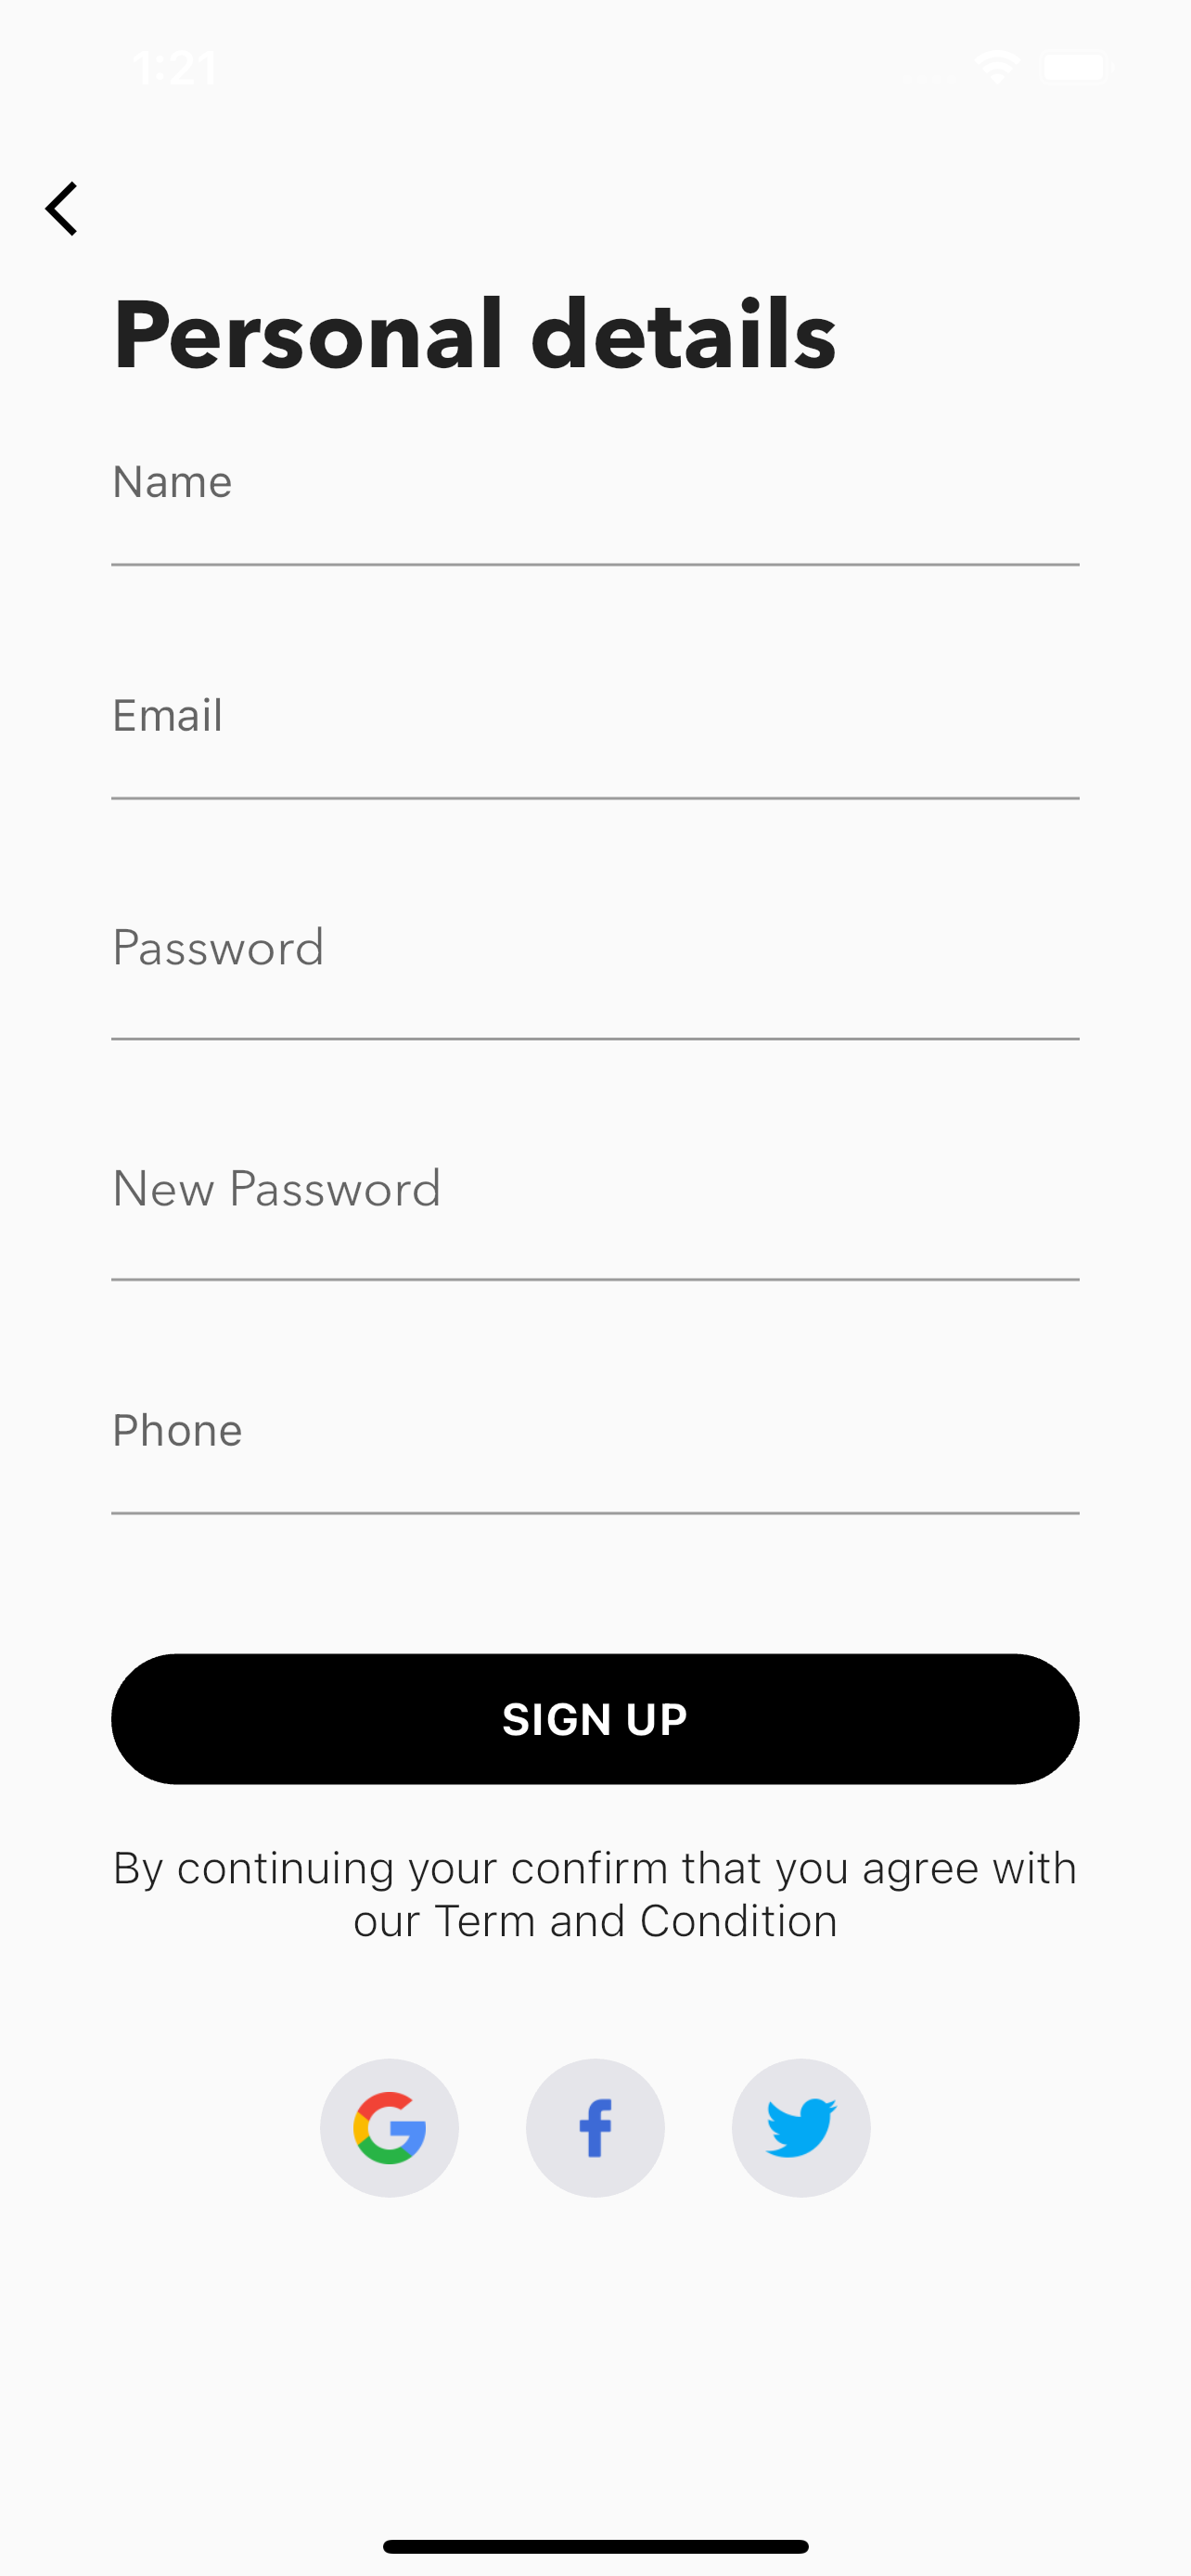 1:21
Personal details
Name
Email
Password
New Password
Phone
SIGN UP
By continuing your confirm that you agree with
our Term and Condition